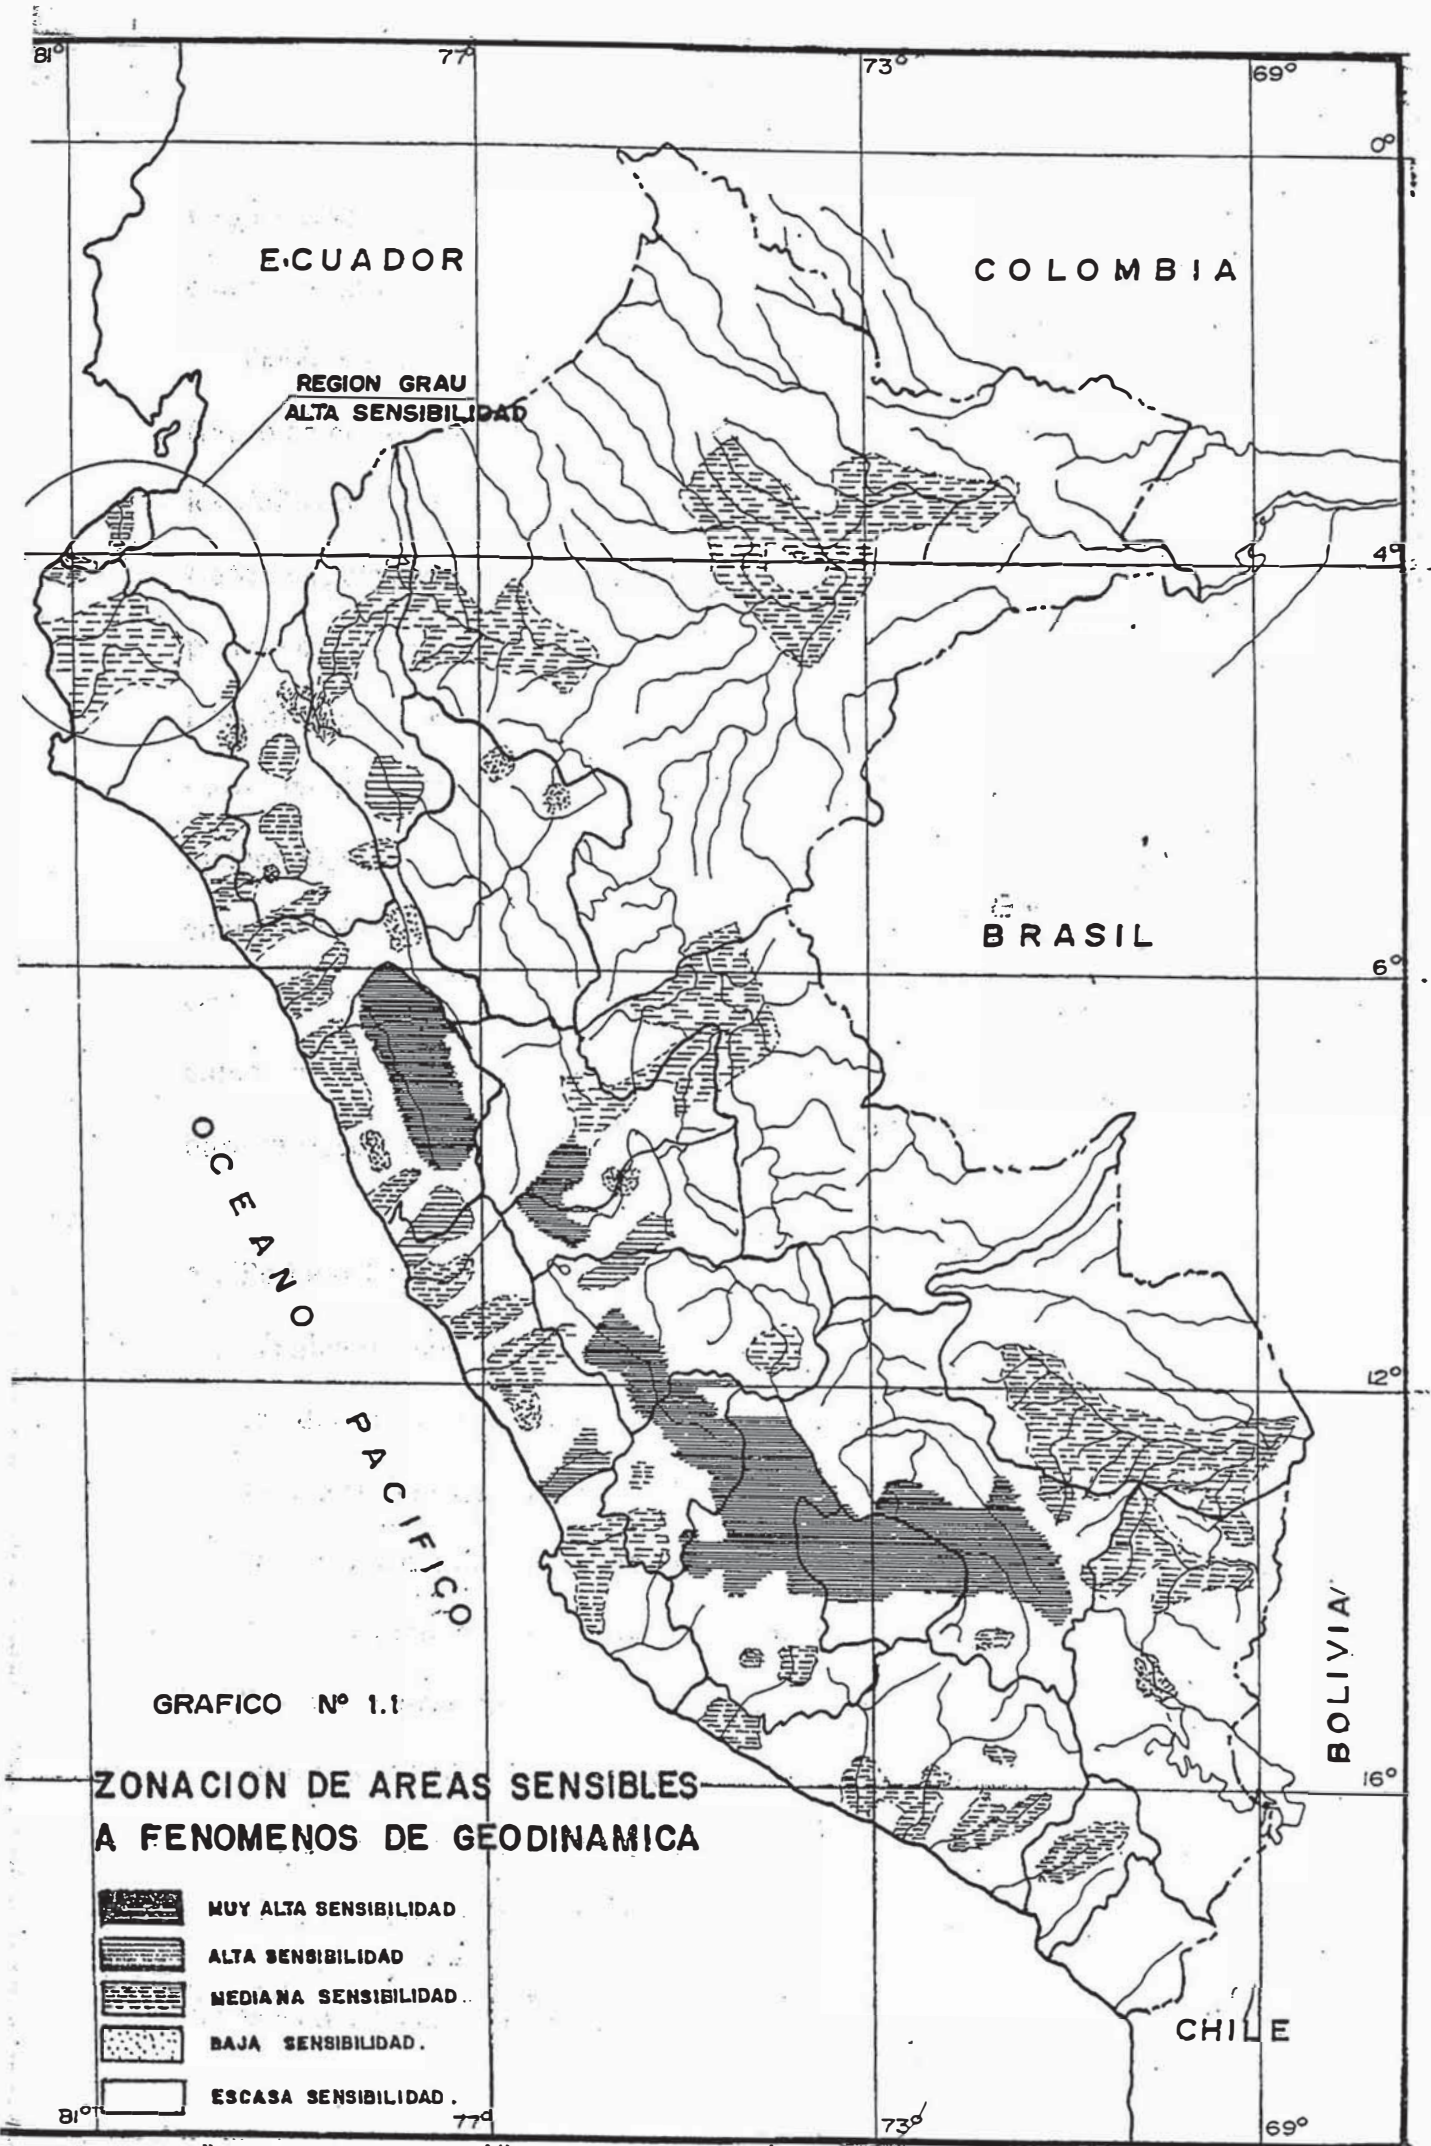 81°
77°
73°
69°
0°
ECUADOR
COLOMBIA
REGION GRAU
ALTA SENSIBILIDAD
4°
BRASIL
6°
OCEANO PACIFICO
12°
BOLIVIA
GRAFICO Nº 1.1
ZONACION DE AREAS SENSIBLES
16°
A FENOMENOS DE GEODINAMICA
MUY ALTA SENSIBILIDAD
ALTA SENSIBILIDAD
MEDIANA SENSIBILIDAD.
BAJA SENSIBILIDAD.
ESCASA SENSIBILIDAD.
CHILE
81°
77°
73°
69°